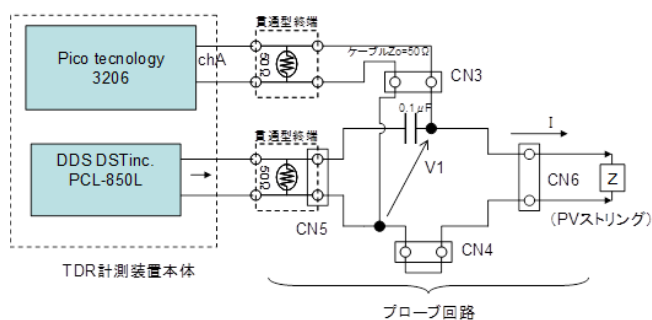 貫通型終端
Pico tecnology
3206
chA
50Ω
ケーブルZo=50Ω
CN3
0.1μF
貫通型終端
DDS DSTinc.
PCL-850L
50Ω
V1
I
Z
CN6
CN5
(PVストリング)
CN4
TDR計測装置本体
プローブ回路